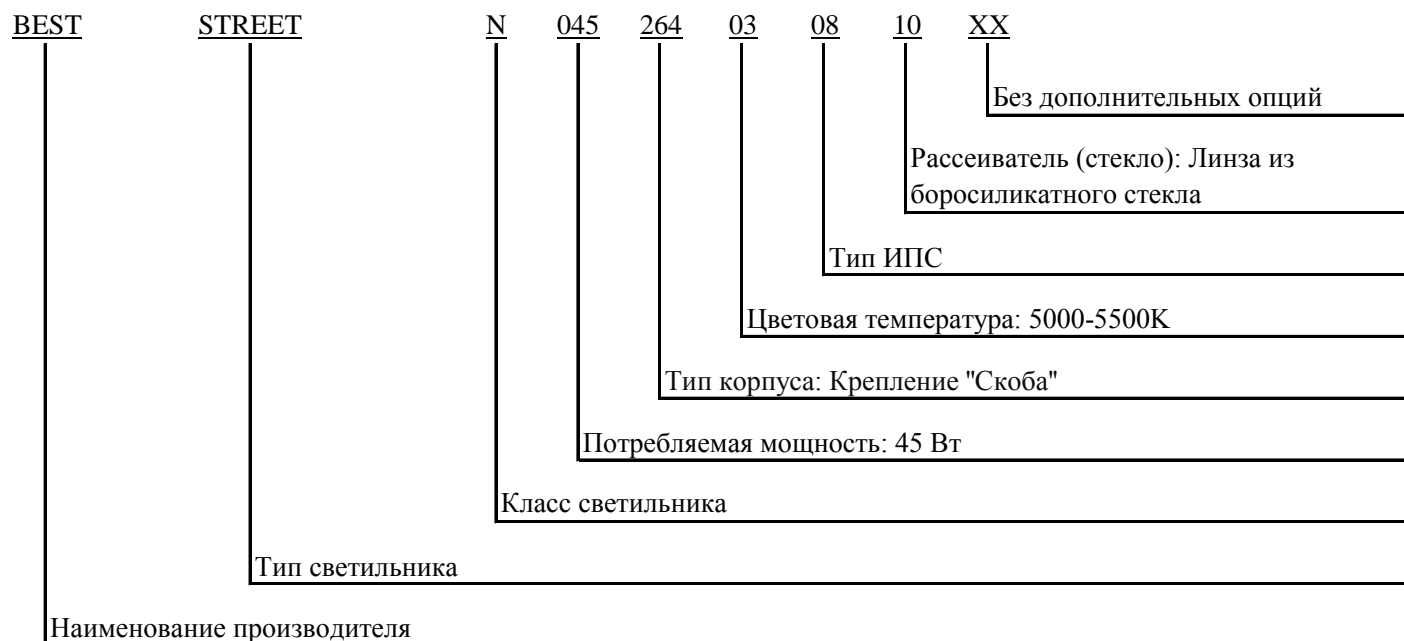 BEST STREET N 045 264 03 08 10 XX
Без дополнительных опций
Рассеиватель (стекло): Линза из
боросиликатного стекла
Тип ИПС
Цветовая температура: 5000-5500K
Тип корпуса: Крепление "Скоба"
Потребляемая мощность: 45 Вт
Класс светильника
Тип светильника
Наименование производителя